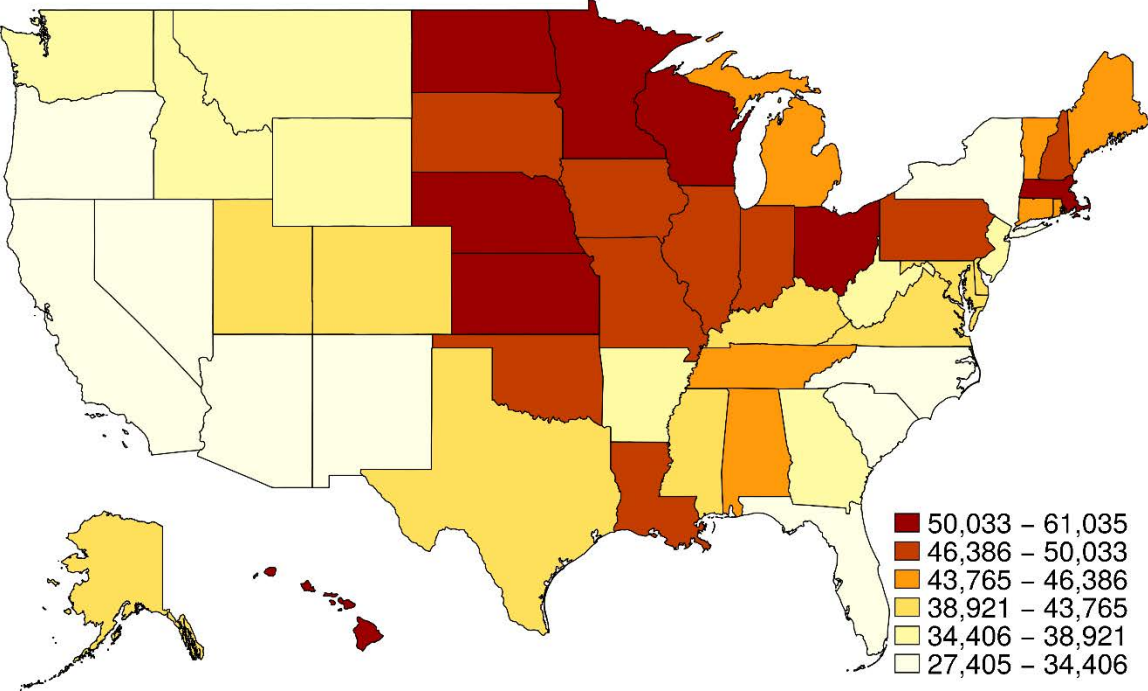 50,033 – 61,035
46,386 – 50,033
43,765 – 46,386
38,921 – 43,765
34,406 – 38,921
27,405 – 34,406